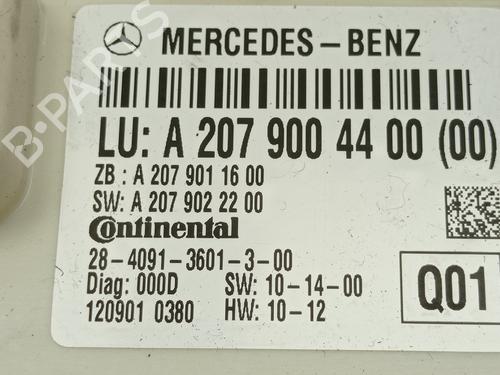 MERCEDES-BENZ
LU: A 207 900 44 00 (00)
ZB : A 207 901 16 00
SW: A 207 902 22 00
Continental
28-4091-3601-3-00
Diag: 000D SW: 10-14-00
120901 0380 HW: 10-12
Q01